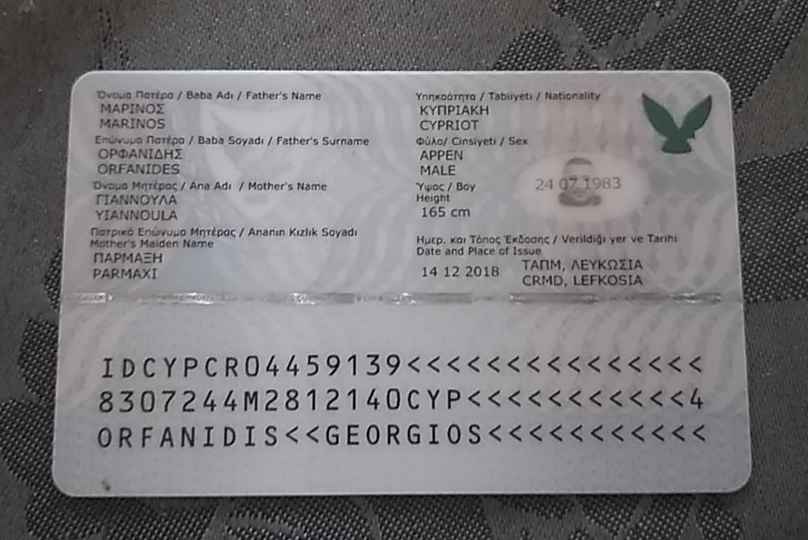 Όνομα Πατέρα / Baba Adı / Father's Name
ΜΑΡΙΝΟΣ
MARINOS
Επώνυμο Πατέρα / Baba Soyadı / Father's Surname
ΟΡΦΑΝΙΔΗΣ
ORFANIDES
Όνομα Μητέρας / Ana Adı / Mother's Name
ΓΙΑΝΝΟΥΛΑ
YIANNOULA
Πατρικό Επώνυμο Μητέρας / Ananın Kızlık Soyadı
Mother's Maiden Name
ΠΑΡΜΑΞΗ
PARMAXI
Υπηκοότητα / Tabiiyeti / Nationality
ΚΥΠΡΙΑΚΗ
CYPRIOT
Φύλο/ Cinsiyeti / Sex
ΑΡΡΕΝ
MALE
Ύψος / Boy
Height
165 cm
24 07 1983
Ημερ. και Τόπος Έκδοσης / Verildiği yer ve Tarihi
Date and Place of Issue
14 12 2018 ΤΑΠΜ, ΛΕΥΚΩΣΙΑ
CRMD, LEFKOSIA
IDCYPCR04459139<<<<<<<<<<<<<<<
8307244M2812140CYP<<<<<<<<<<<4
ORFANIDIS<<GEORGIOS<<<<<<<<<<<